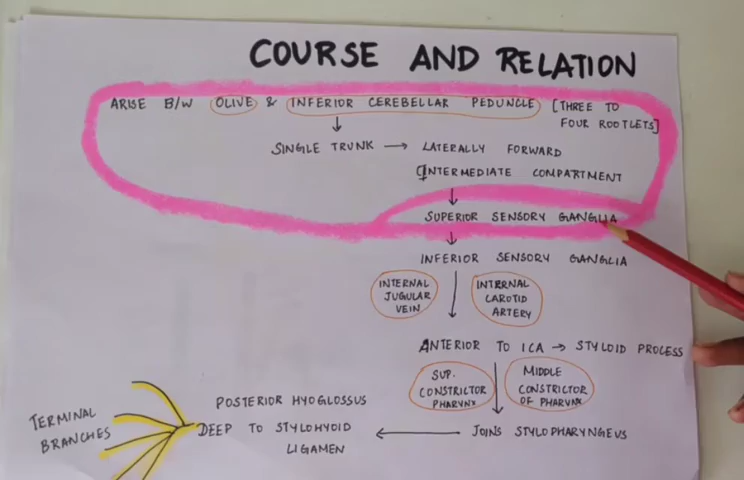 COURSE AND RELATION
ARISE B/W OLIVE & INFERIOR CEREBELLAR PEDUNCLE [THREE TO
FOUR ROOTLETS]
SINGLE TRUNK → LATERALLY FORWARD
INTERMEDIATE COMPARTMENT
SUPERIOR SENSORY GANGLIA
INFERIOR SENSORY GANGLIA
INTERNAL
JUGULAR
VEIN
INTERNAL
CAROTID
ARTERY
ANTERIOR TO ICA → STYLOID PROCESS
SUP.
CONSTRICTOR
PHARYNX
MIDDLE
CONSTRICTOR
OF PHARYNX
JOINS STYLOPHARYNGEUS
POSTERIOR HYOGLOSSUS
DEEP TO STYLOHYOID
LIGAMEN
TERMINAL
BRANCHES